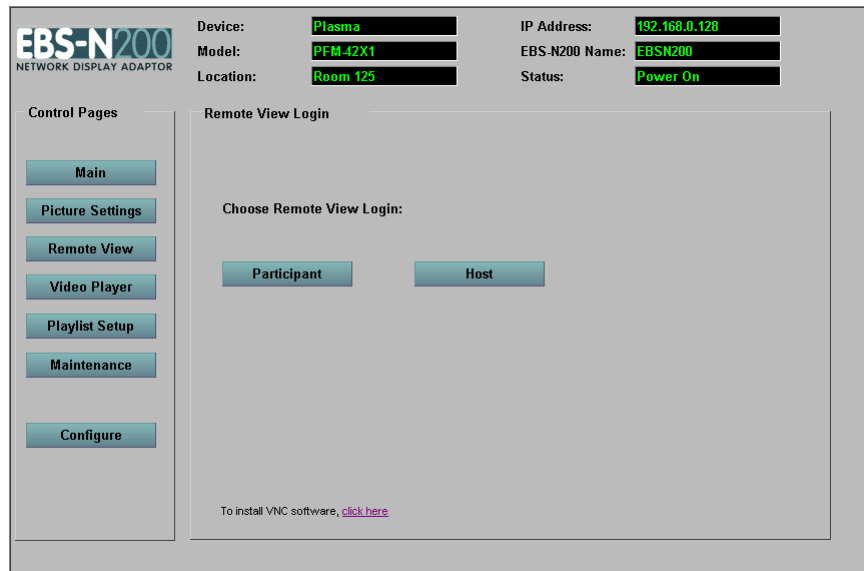 EBS-N200
NETWORK DISPLAY ADAPTOR
Device: Plasma
Model: PFM-42X1
Location: Room 125
IP Address: 192.168.0.128
EBS-N200 Name: EBSN200
Status: Power On
Control Pages
Main
Picture Settings
Remote View
Video Player
Playlist Setup
Maintenance
Configure
Remote View Login
Choose Remote View Login:
Participant
Host
To install VNC software, click here